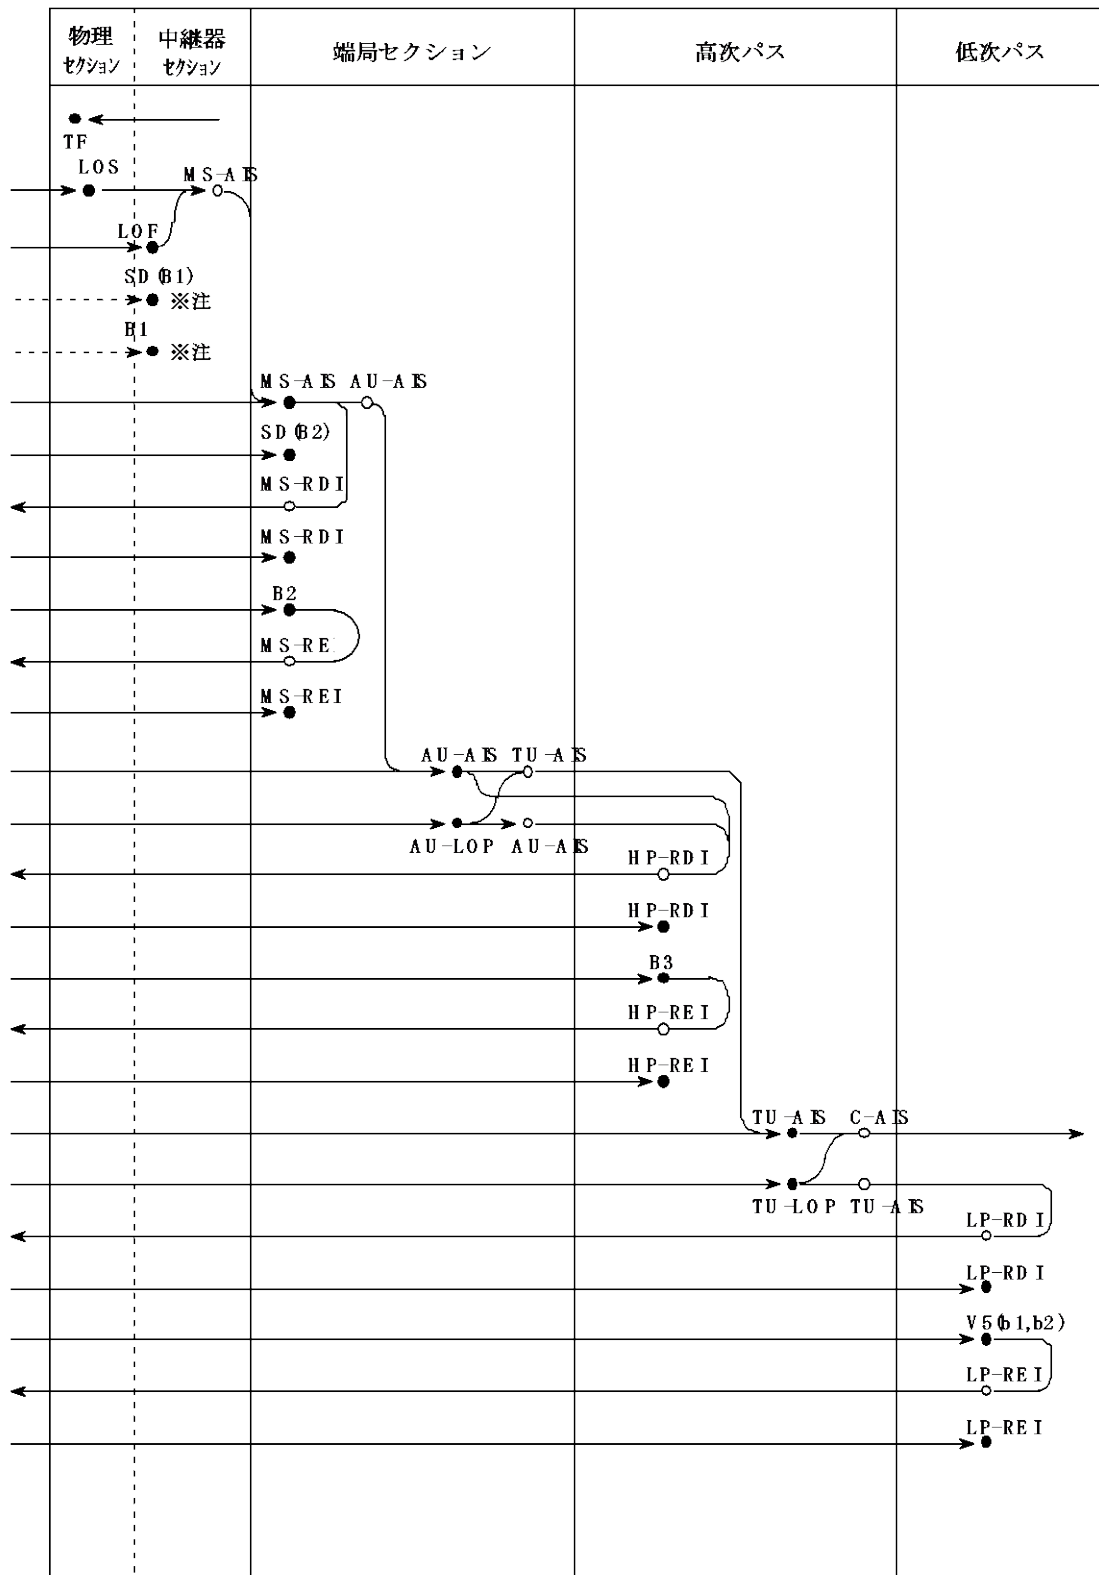 物理 中継器 端局セクション 高次パス 低次パス
セクション セクション
TF
LOS
MS-AIS
LOF
SD(B1)
※注
B1
※注
MS-AIS AU-AIS
SD(B2)
MS-RDI
MS-RDI
B2
MS-RE
MS-REI
AU-AIS TU-AIS
AU-LOP AU-AIS
HP-RDI
HP-RDI
B3
HP-REI
HP-REI
TU-AIS C-AIS
TU-LOP TU-AIS
LP-RDI
LP-RDI
V5(b1,b2)
LP-REI
LP-REI